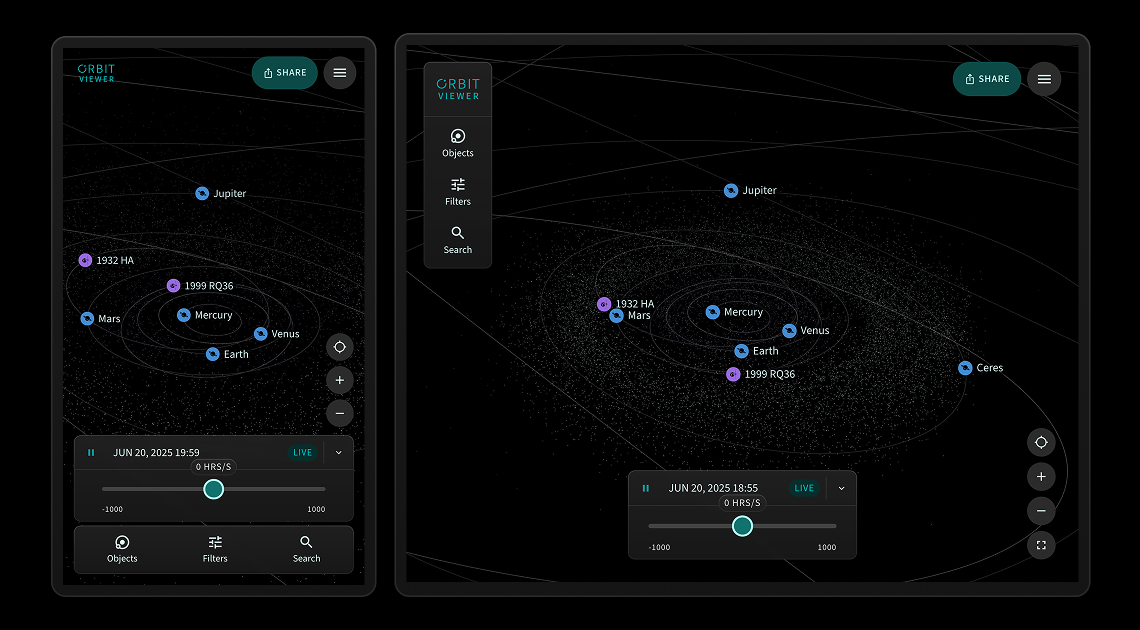 ORBIT
VIEWER
SHARE
Jupiter
1932 HA
1999 RQ36
Mercury
Mars
Venus
Earth
JUN 20, 2025 19:59
LIVE
0 HRS/S
-1000
1000
Objects
Filters
Search
ORBIT
VIEWER
SHARE
Objects
Filters
Search
Jupiter
1932 HA
Mars
Mercury
Venus
Earth
Ceres
1999 RQ36
JUN 20, 2025 18:55
LIVE
0 HRS/S
-1000
1000